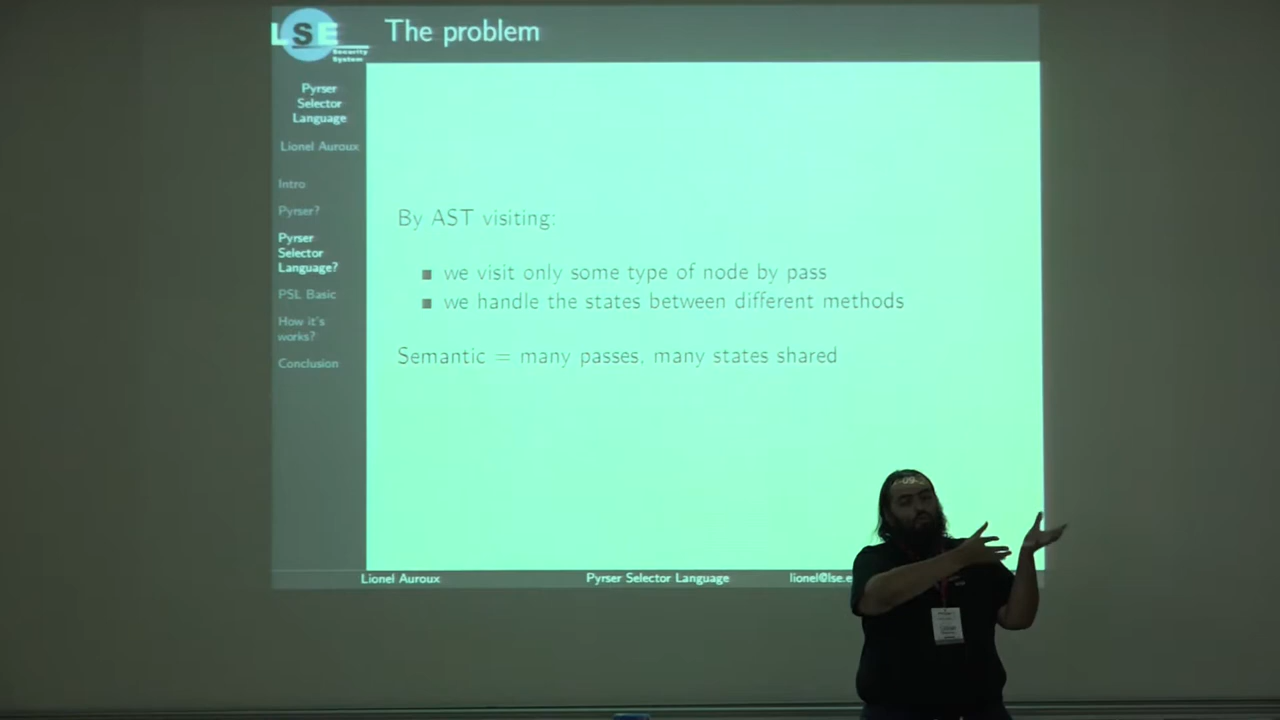 LSE
Security
System
The problem
Pyrser
Selector
Language
Lionel Auroux
Intro
Pyrser?
Pyrser
Selector
Language?
PSL Basic
How it's
works?
Conclusion
By AST visiting:
we visit only some type of node by pass
we handle the states between different methods
Semantic = many passes, many states shared
Lionel Auroux
Pyrser Selector Language
lionel@lse.e